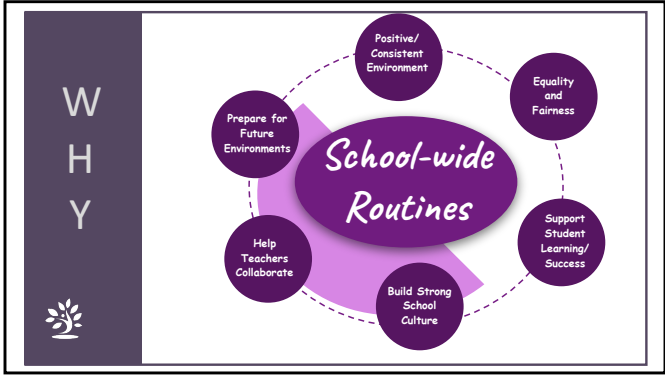 W
H
Y
School-wide
Routines
Positive/
Consistent
Environment
Equality
and
Fairness
Support
Student
Learning/
Success
Build Strong
School
Culture
Help
Teachers
Collaborate
Prepare for
Future
Environments